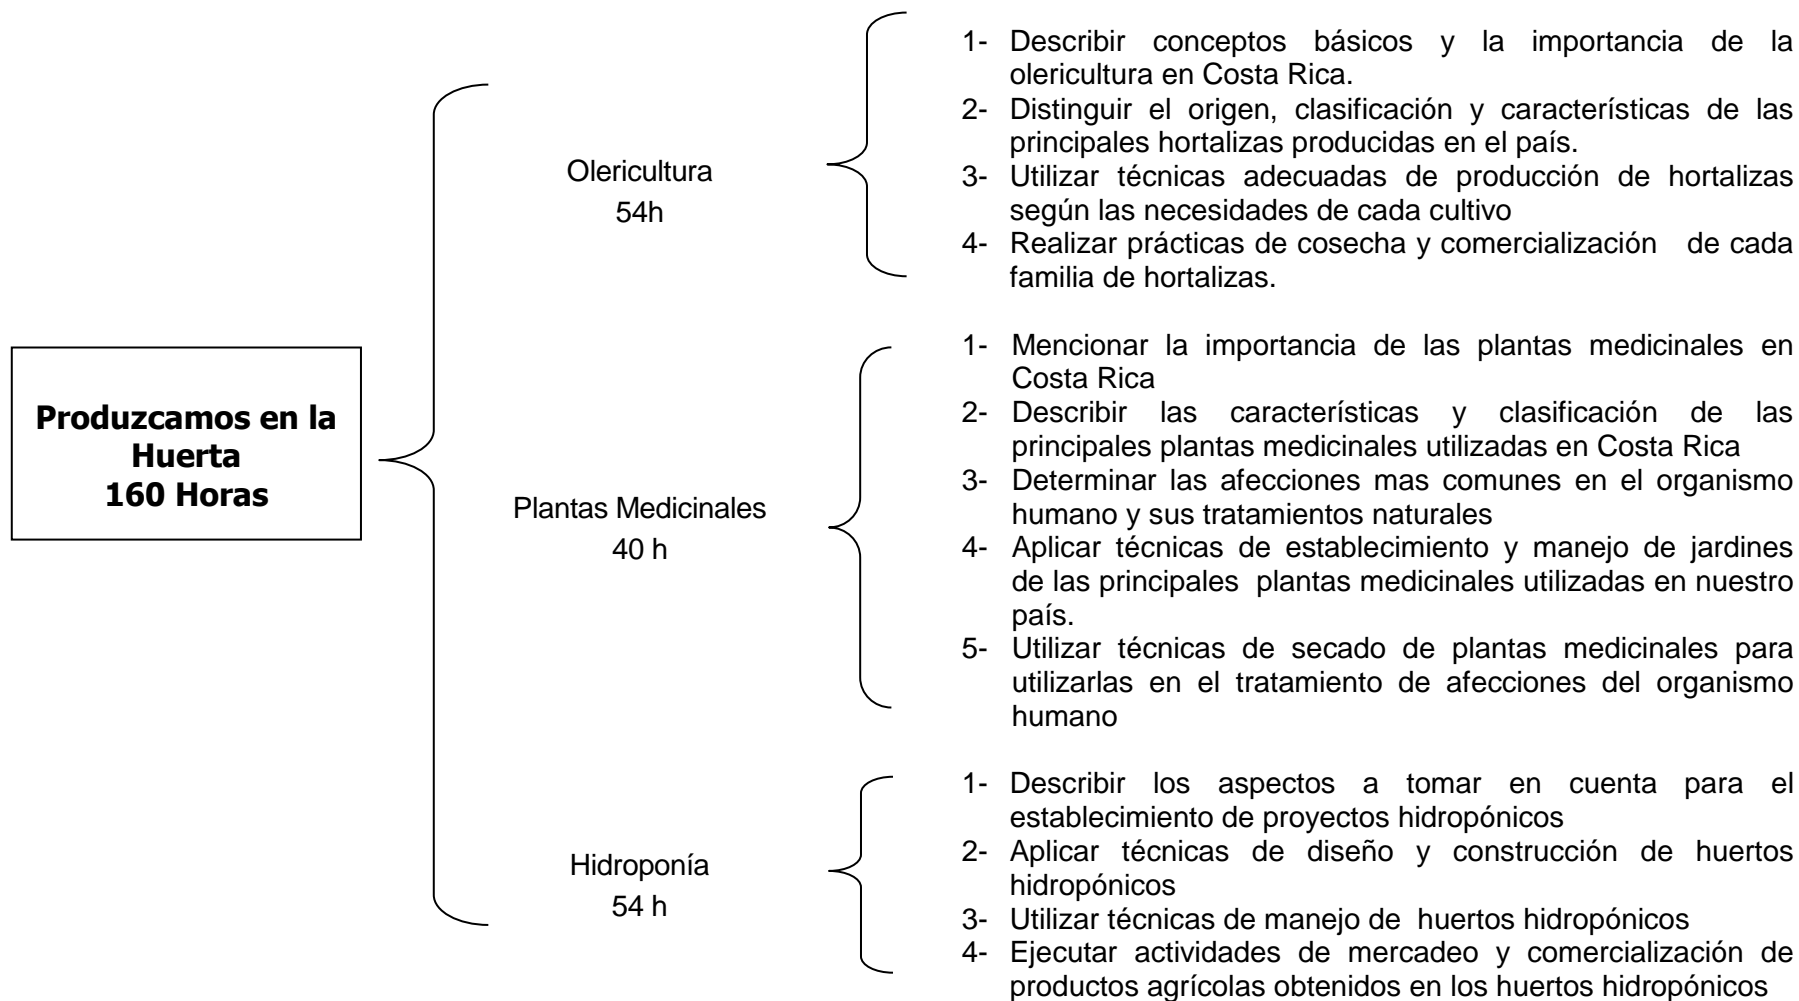 Produzcamos en la
Huerta
160 Horas
Olericultura
54h
1- Describir conceptos básicos y la importancia de la
olericultura en Costa Rica.
2- Distinguir el origen, clasificación y características de las
principales hortalizas producidas en el país.
3- Utilizar técnicas adecuadas de producción de hortalizas
según las necesidades de cada cultivo
4- Realizar prácticas de cosecha y comercialización de cada
familia de hortalizas.
Plantas Medicinales
40 h
1- Mencionar la importancia de las plantas medicinales en
Costa Rica
2- Describir las características y clasificación de las
principales plantas medicinales utilizadas en Costa Rica
3- Determinar las afecciones mas comunes en el organismo
humano y sus tratamientos naturales
4- Aplicar técnicas de establecimiento y manejo de jardines
de las principales plantas medicinales utilizadas en nuestro
país.
5- Utilizar técnicas de secado de plantas medicinales para
utilizarlas en el tratamiento de afecciones del organismo
humano
Hidroponía
54 h
1- Describir los aspectos a tomar en cuenta para el
establecimiento de proyectos hidropónicos
2- Aplicar técnicas de diseño y construcción de huertos
hidropónicos
3- Utilizar técnicas de manejo de huertos hidropónicos
4- Ejecutar actividades de mercadeo y comercialización de
productos agrícolas obtenidos en los huertos hidropónicos